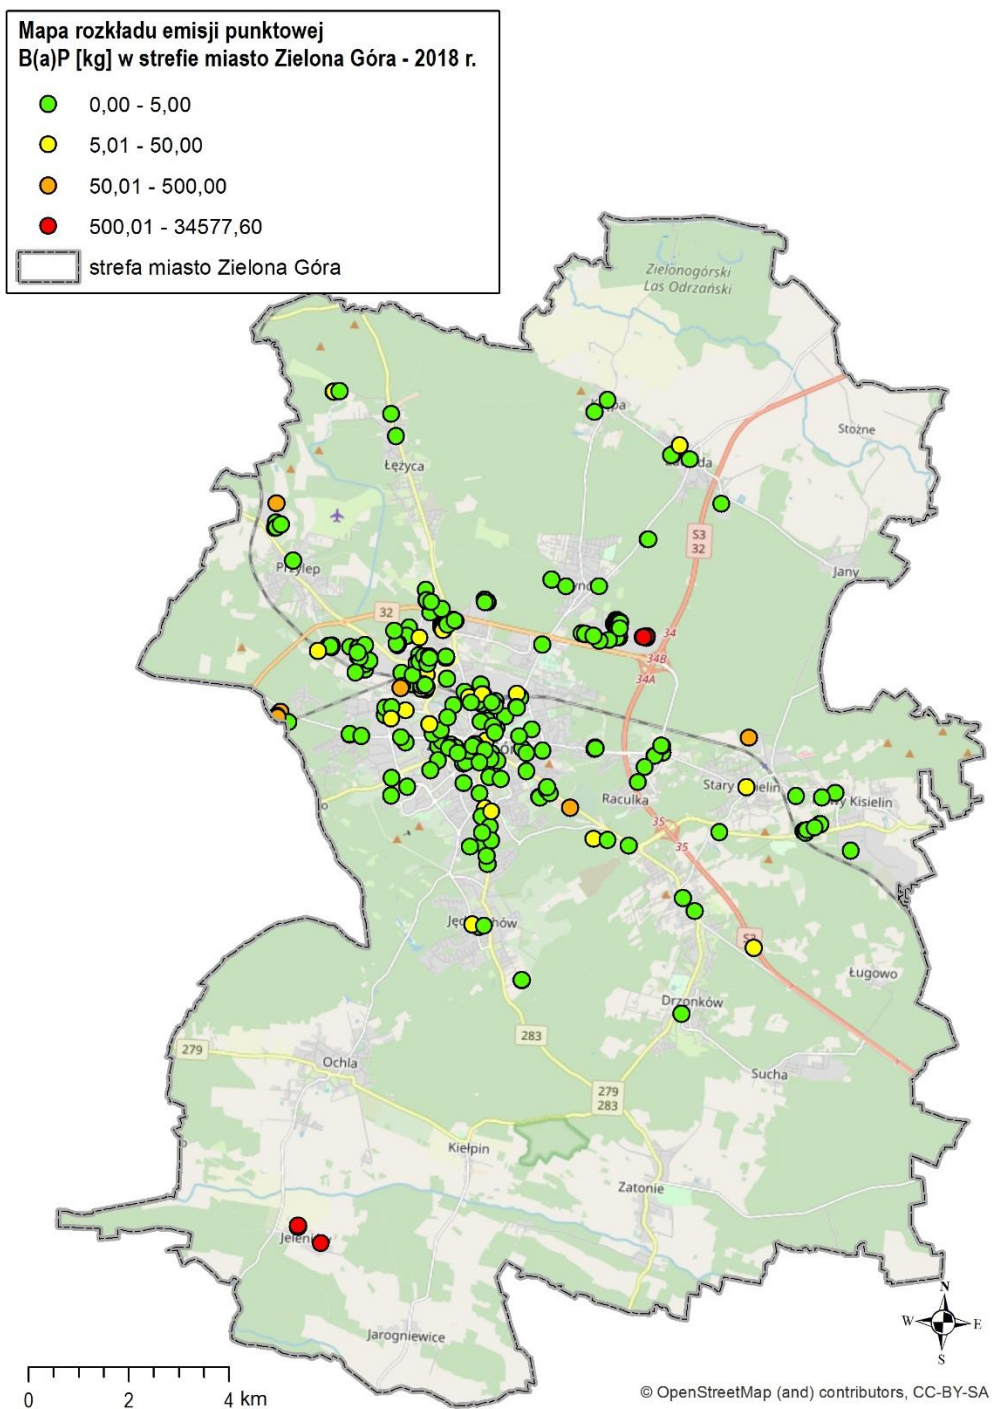 Mapa rozkładu emisji punktowej
B(a)P [kg] w strefie miasto Zielona Góra - 2018 r.
0,00 - 5,00
5,01 - 50,00
50,01 - 500,00
500,01 - 34577,60
strefa miasto Zielona Góra
Zielonogórski
Las Odrzański
Stożne
Łężyca
S3
32
Jany
Przylep
32
34
34B
34A
Stary
Kisielin
Raculka
35
35
S3
Ługowo
Drzonków
283
279
Ochla
Sucha
279
283
Kiełpin
Zatonie
Jarogniewice
N
W
E
S
0
2
4 km
© OpenStreetMap (and) contributors, CC-BY-SA